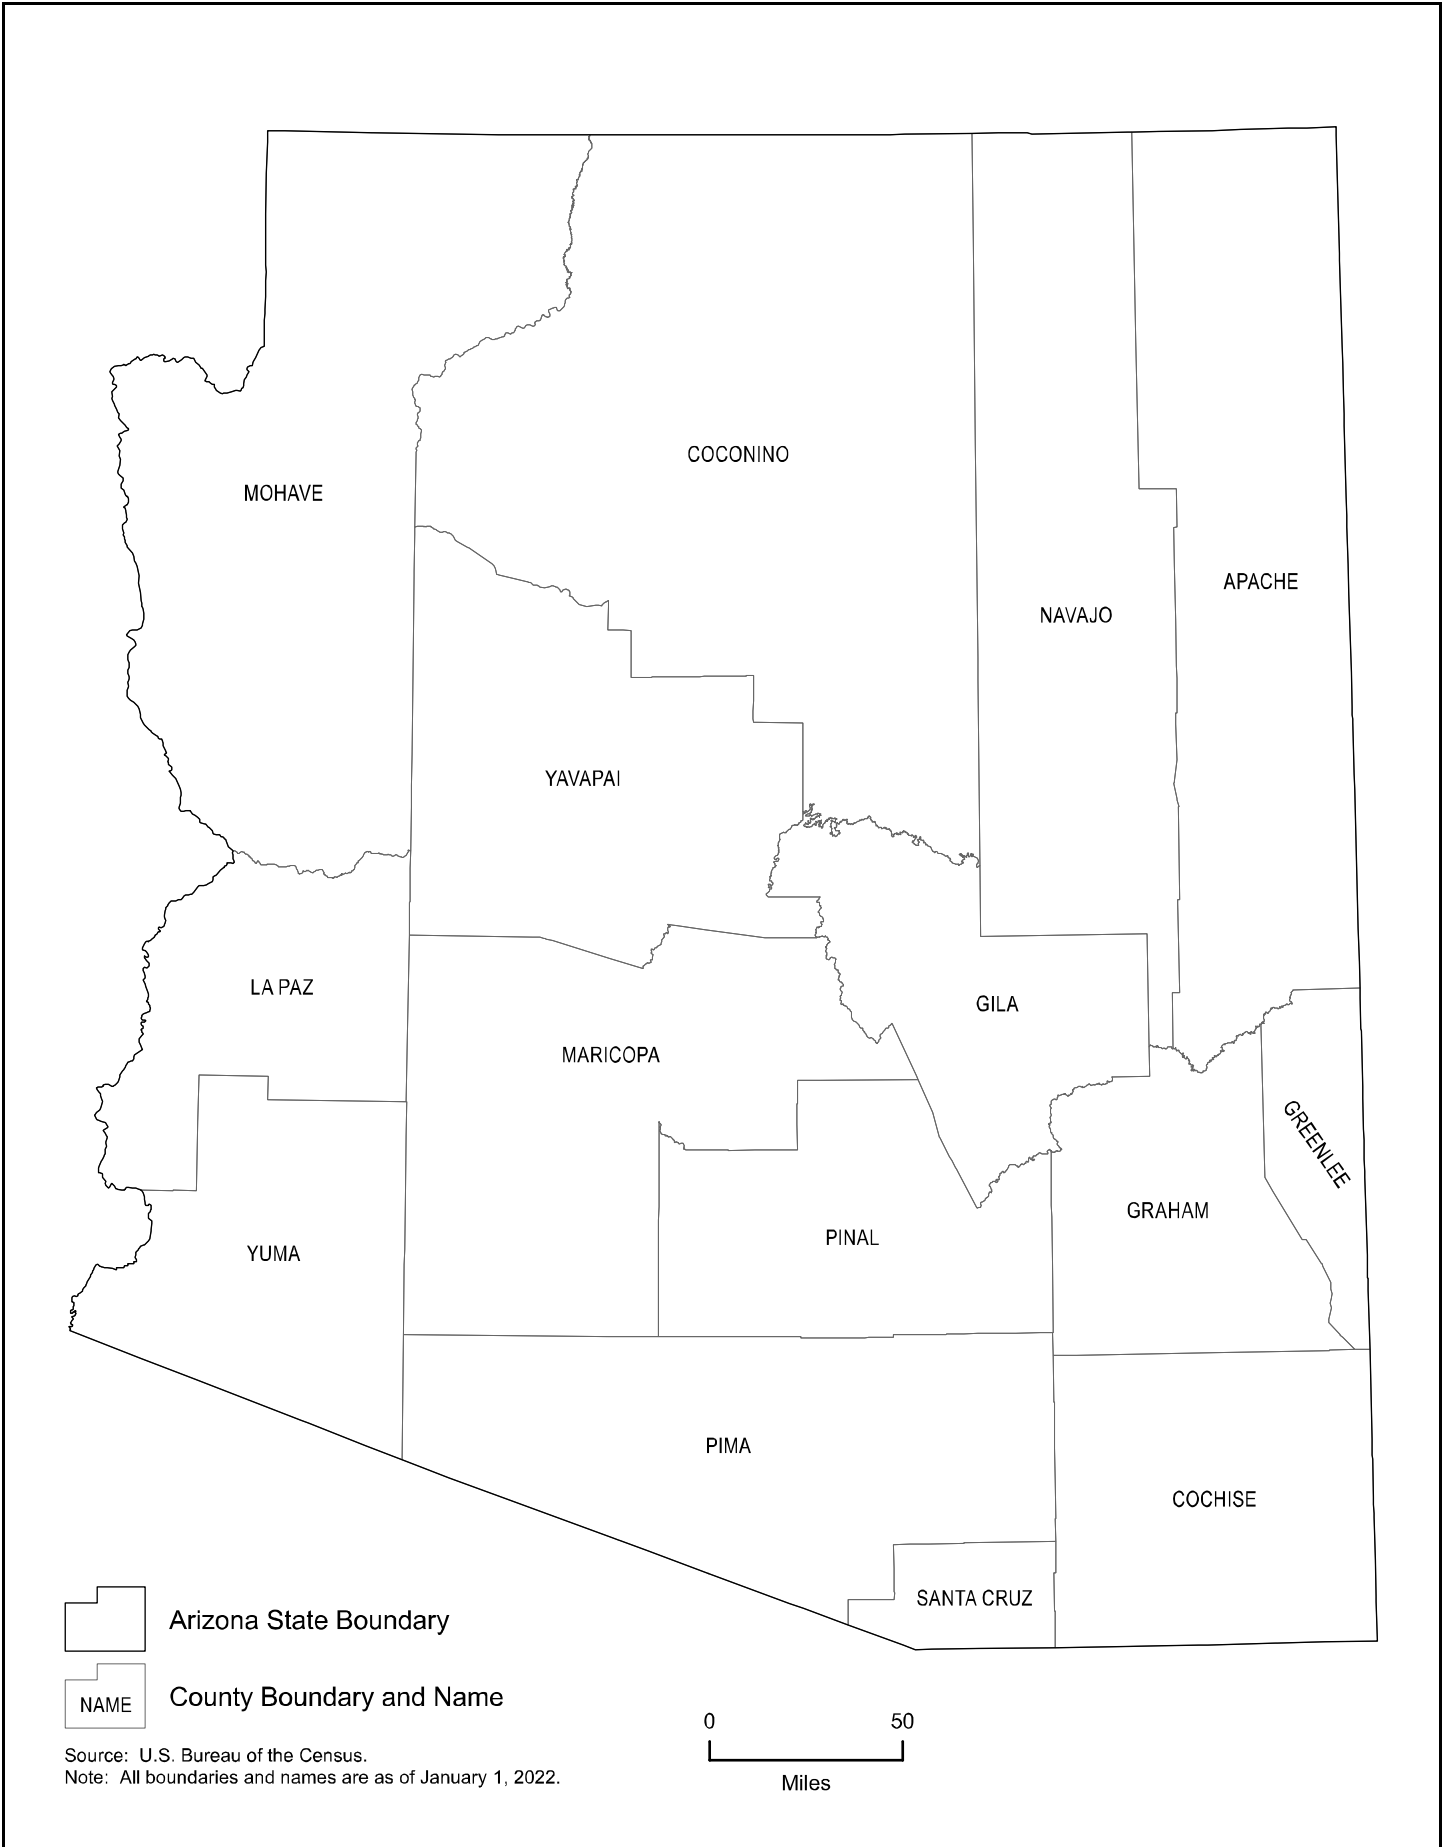 COCONINO
MOHAVE
APACHE
NAVAJO
YAVAPAI
LA PAZ
GILA
MARICOPA
GREENLEE
GRAHAM
PINAL
YUMA
PIMA
COCHISE
SANTA CRUZ
Arizona State Boundary
NAME
County Boundary and Name
0 50
Miles
Source: U.S. Bureau of the Census.
Note: All boundaries and names are as of January 1, 2022.